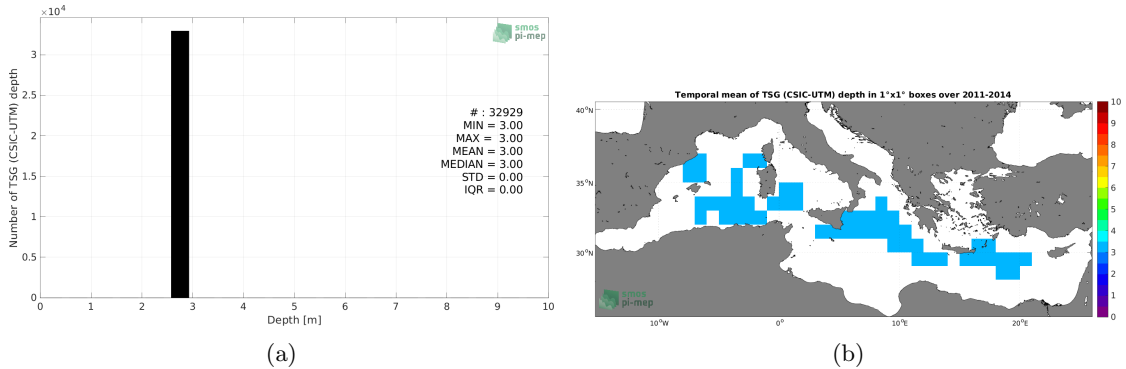 ×10⁴
3
2.5
2
1.5
1
0.5
0
Number of TSG (CSIC-UTM) depth
smos
pi-mep
# : 32929
MIN = 3.00
MAX = 3.00
MEAN = 3.00
MEDIAN = 3.00
STD = 0.00
IQR = 0.00
0 1 2 3 4 5 6 7 8 9 10
Depth [m]
(a)
Temporal mean of TSG (CSIC-UTM) depth in 1°x1° boxes over 2011-2014
40°N
35°N
30°N
smos
pi-mep
10°W 0° 10°E 20°E
10
9
8
7
6
5
4
3
2
1
0
(b)